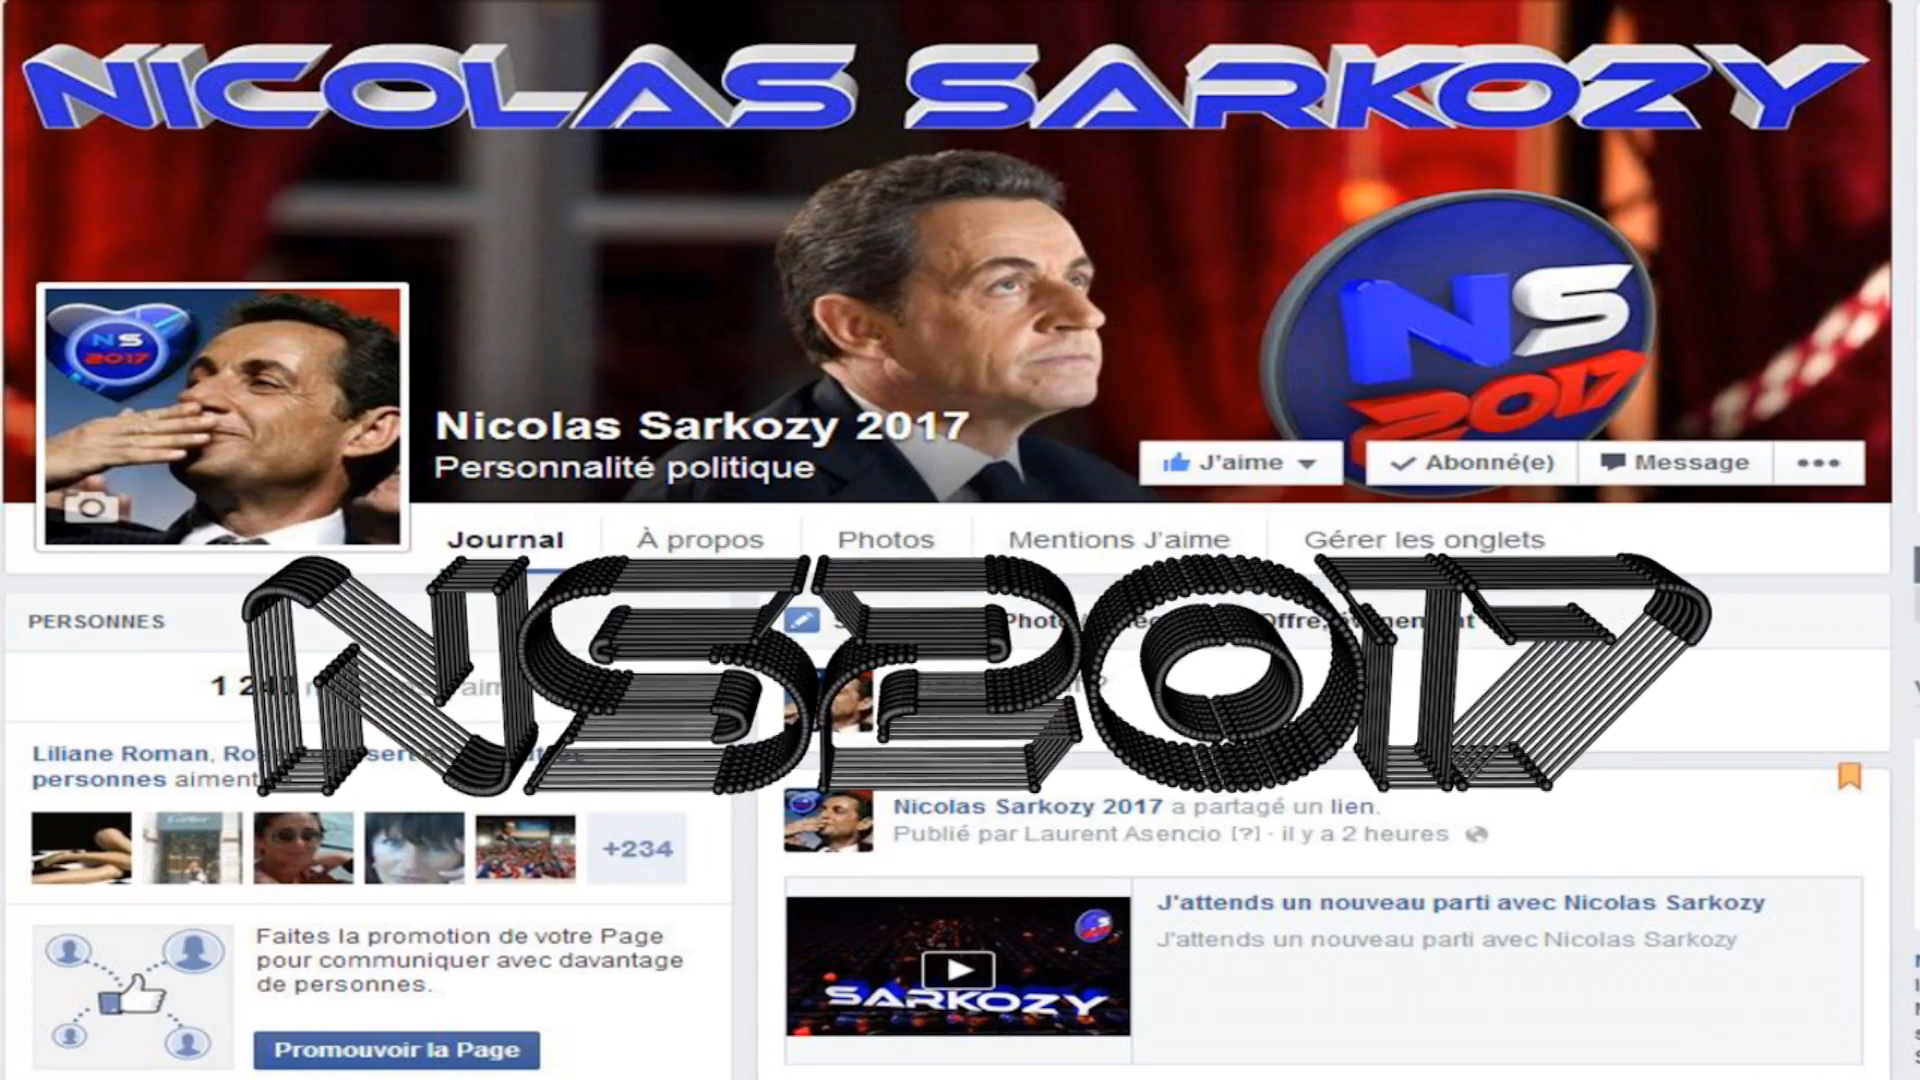 NICOLAS SARKOZY
NS
2017
NS
2017
Nicolas Sarkozy 2017
Personnalité politique
J'aime
Abonné(e)
Message
Journal
À propos
Photos
Mentions J'aime
Gérer les onglets
NS2017
PERSONNES
Offre,
Liliane Roman,
personnes aiment
+234
Faites la promotion de votre Page
pour communiquer avec davantage
de personnes.
Promouvoir la Page
Nicolas Sarkozy 2017 a partagé un lien.
Publié par Laurent Asencio [?] · il y a 2 heures
NS
SARKOZY
J'attends un nouveau parti avec Nicolas Sarkozy
J'attends un nouveau parti avec Nicolas Sarkozy